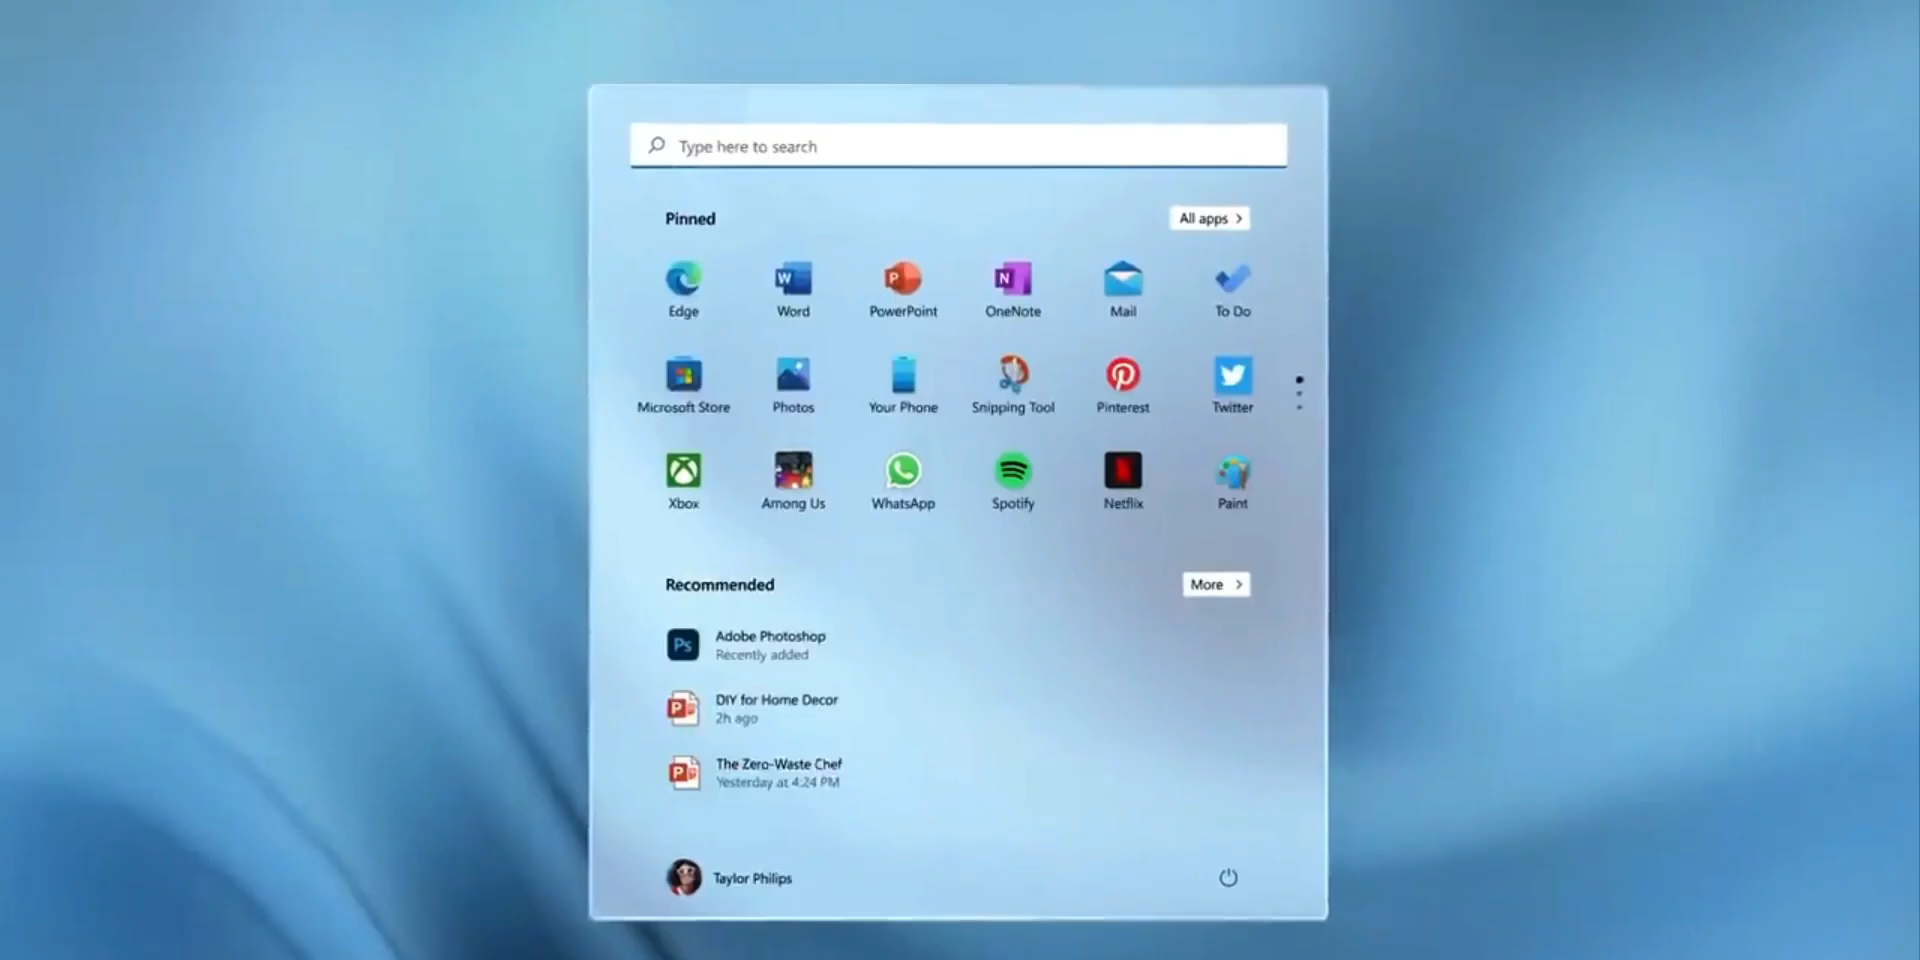 Type here to search
Pinned
All apps
Edge
Word
PowerPoint
OneNote
Mail
To Do
Microsoft Store
Photos
Your Phone
Snipping Tool
Pinterest
Twitter
Xbox
Among Us
WhatsApp
Spotify
Netflix
Paint
Recommended
More
Ps
Adobe Photoshop
Recently added
DIY for Home Decor
2h ago
The Zero-Waste Chef
Yesterday at 4:24 PM
Taylor Philips